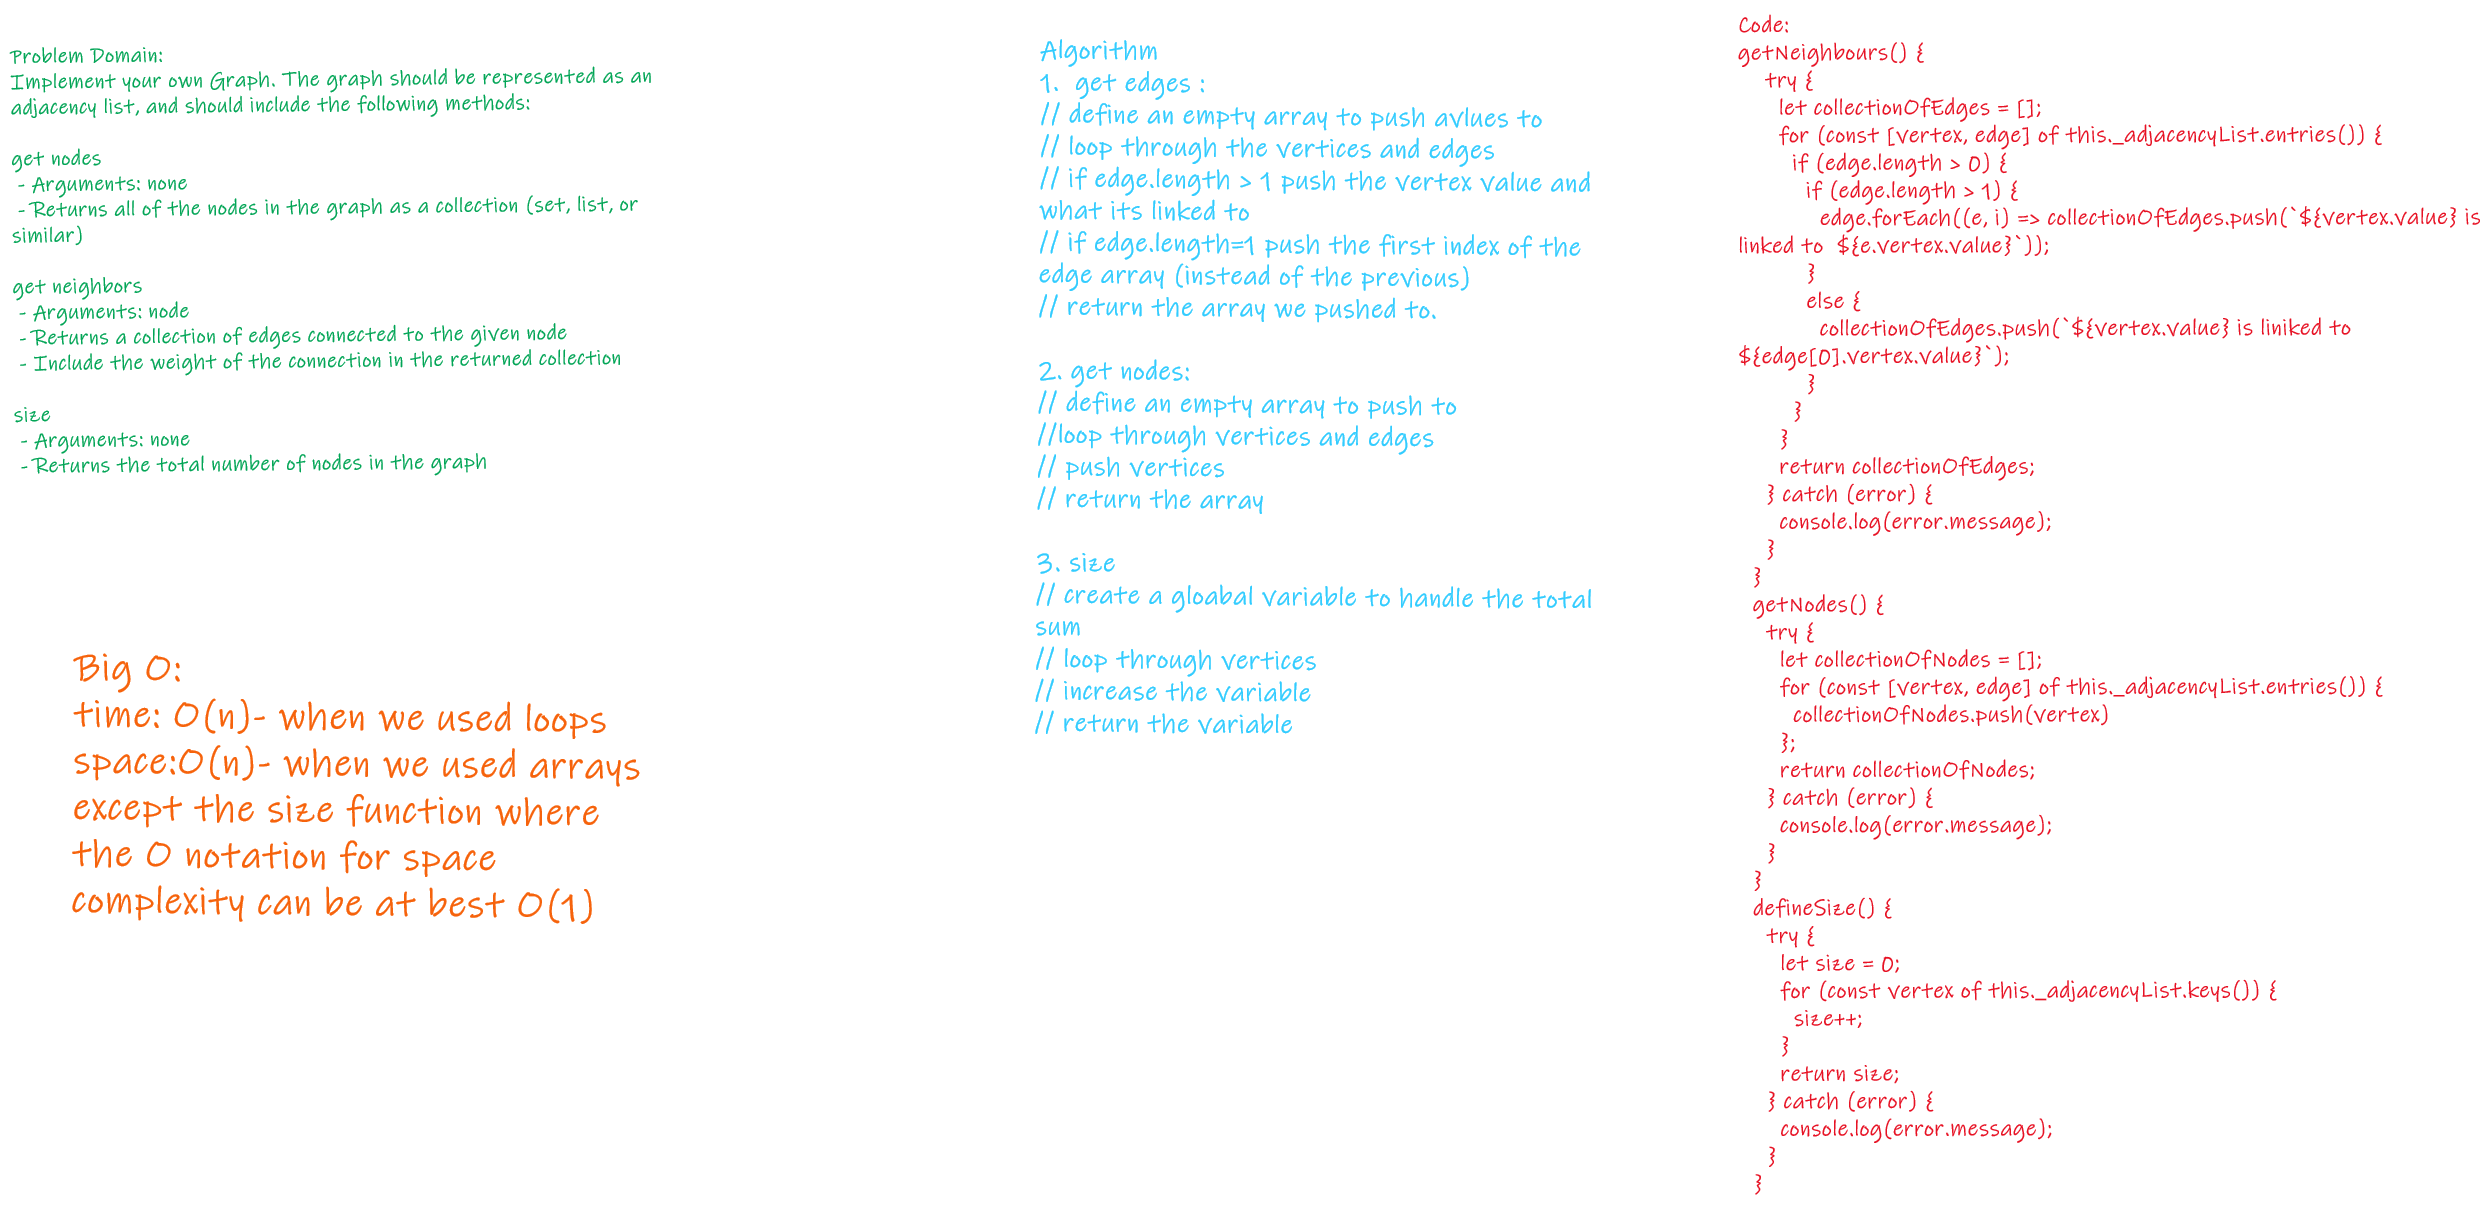 Problem Domain:
Implement your own Graph. The graph should be represented as an
adjacency list, and should include the following methods:
get nodes
- Arguments: none
- Returns all of the nodes in the graph as a collection (set, list, or
similar)
get neighbors
- Arguments: node
- Returns a collection of edges connected to the given node
- Include the weight of the connection in the returned collection
size
- Arguments: none
- Returns the total number of nodes in the graph
Big O:
time: O(n)- when we used loops
space:O(n)- when we used arrays
except the size function where
the O notation for space
complexity can be at best O(1)
Algorithm
1. get edges :
// define an empty array to push avlues to
// loop through the vertices and edges
// if edge.length > 1 push the vertex value and
what its linked to
// if edge.length=1 push the first index of the
edge array (instead of the previous)
// return the array we pushed to.
2. get nodes:
// define an empty array to push to
//loop through vertices and edges
// push vertices
// return the array
3. size
// create a gloabal variable to handle the total
sum
// loop through vertices
// increase the variable
// return the variable
Code:
getNeighbours() {
try {
let collectionOfEdges = [];
for (const [vertex, edge] of this._adjacencyList.entries()) {
if (edge.length > 0) {
if (edge.length > 1) {
edge.forEach((e, i) => collectionOfEdges.push(`${vertex.value} is
linked to ${e.vertex.value}`));
}
else {
collectionOfEdges.push(`${vertex.value} is liniked to
${edge[0].vertex.value}`);
}
}
}
return collectionOfEdges;
} catch (error) {
console.log(error.message);
}
}
getNodes() {
try {
let collectionOfNodes = [];
for (const [vertex, edge] of this._adjacencyList.entries()) {
collectionOfNodes.push(vertex)
};
return collectionOfNodes;
} catch (error) {
console.log(error.message);
}
}
defineSize() {
try {
let size = 0;
for (const vertex of this._adjacencyList.keys()) {
size++;
}
return size;
} catch (error) {
console.log(error.message);
}
}